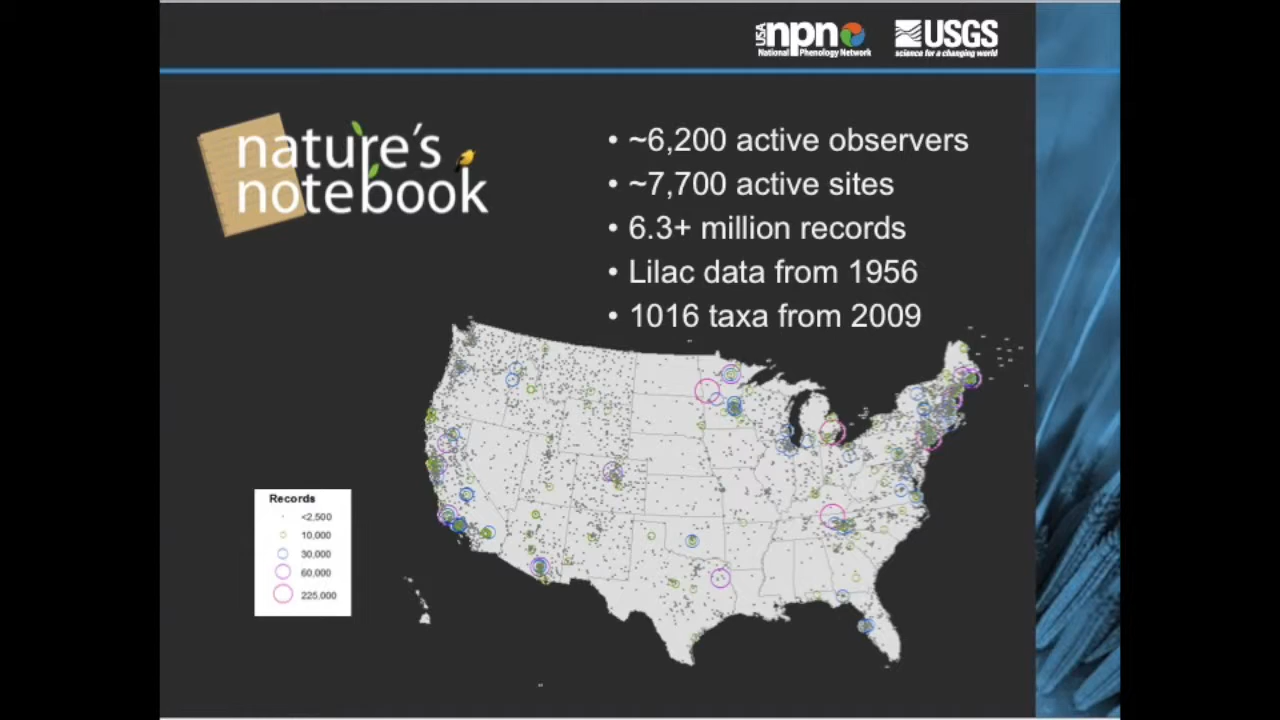 USA npn
National Phenology Network
USGS
science for a changing world
nature's
notebook
• ~6,200 active observers
• ~7,700 active sites
• 6.3+ million records
• Lilac data from 1956
• 1016 taxa from 2009
Records
<2,500
10,000
30,000
60,000
225,000